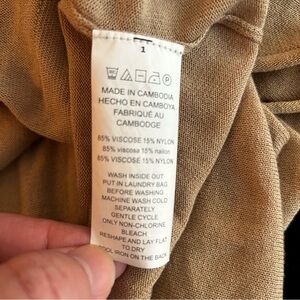 1
P
MADE IN CAMBODIA
HECHO EN CAMBOYA
FABRIQUÉ AU
CAMBODGE
85% VISCOSE 15% NYLON
85% viscosa 15% nailon
85% VISCOSE 15% NYLON
WASH INSIDE OUT
PUT IN LAUNDRY BAG
BEFORE WASHING
MACHINE WASH COLD
SEPARATELY
GENTLE CYCLE
ONLY NON-CHLORINE
BLEACH
RESHAPE AND LAY FLAT
TO DRY
COOL IRON ON THE BACK